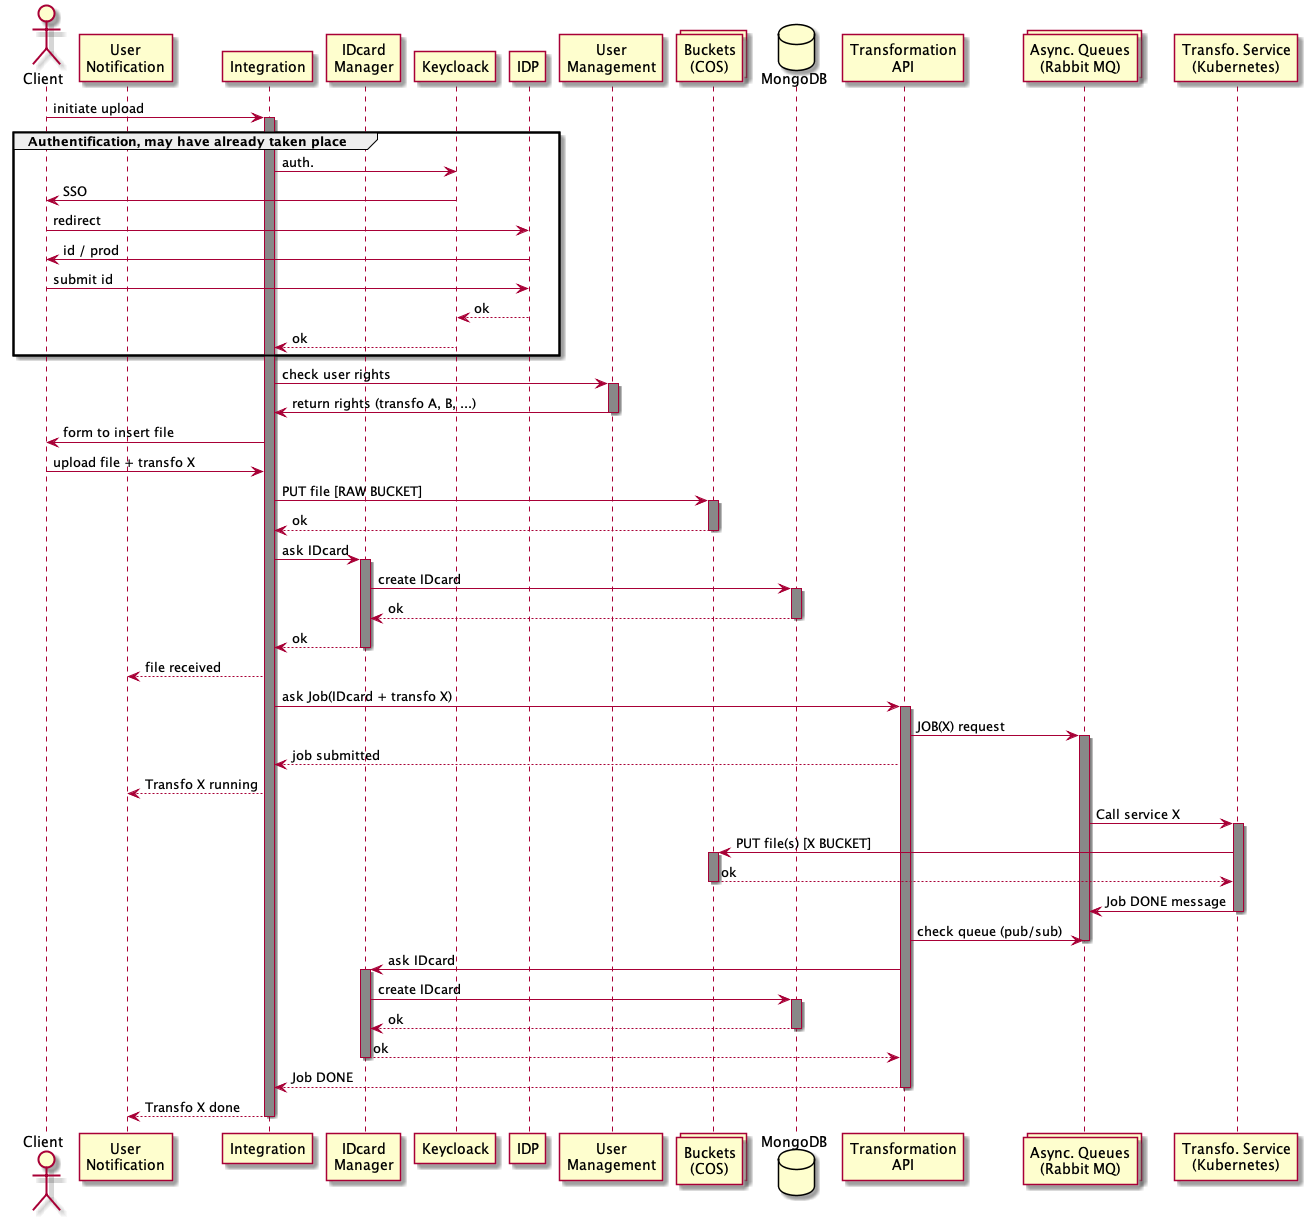 Client
User
Notification
Integration
IDcard
Manager
Keycloack
IDP
User
Management
Buckets
(COS)
MongoDB
Transformation
API
Async. Queues
(Rabbit MQ)
Transfo. Service
(Kubernetes)
initiate upload
Authentification, may have already taken place
auth.
SSO
redirect
id / prod
submit id
ok
ok
check user rights
return rights (transfo A, B, ...)
form to insert file
upload file + transfo X
PUT file [RAW BUCKET]
ok
ask IDcard
create IDcard
ok
ok
file received
ask Job(IDcard + transfo X)
JOB(X) request
job submitted
Transfo X running
Call service X
PUT file(s) [X BUCKET]
ok
Job DONE message
check queue (pub/sub)
ask IDcard
create IDcard
ok
ok
Job DONE
Transfo X done
Client
User
Notification
Integration
IDcard
Manager
Keycloack
IDP
User
Management
Buckets
(COS)
MongoDB
Transformation
API
Async. Queues
(Rabbit MQ)
Transfo. Service
(Kubernetes)